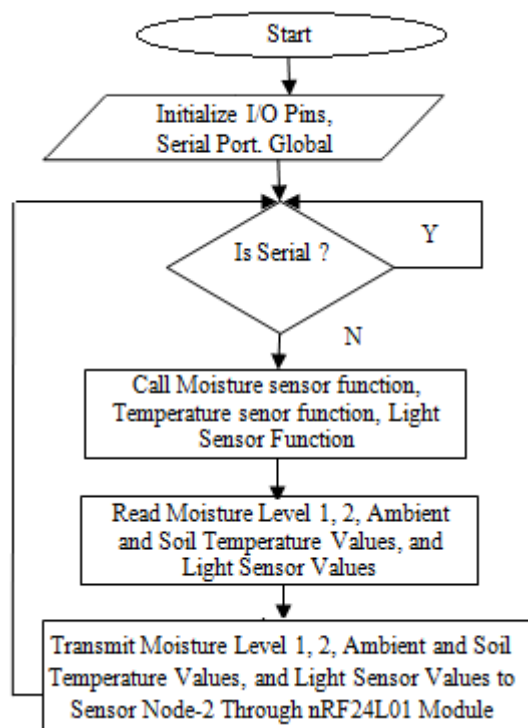 Start
Initialize I/O Pins,
Serial Port. Global
Is Serial ?
Y
N
Call Moisture sensor function,
Temperature senor function, Light
Sensor Function
Read Moisture Level 1, 2, Ambient
and Soil Temperature Values, and
Light Sensor Values
Transmit Moisture Level 1, 2, Ambient and Soil
Temperature Values, and Light Sensor Values to
Sensor Node-2 Through nRF24L01 Module